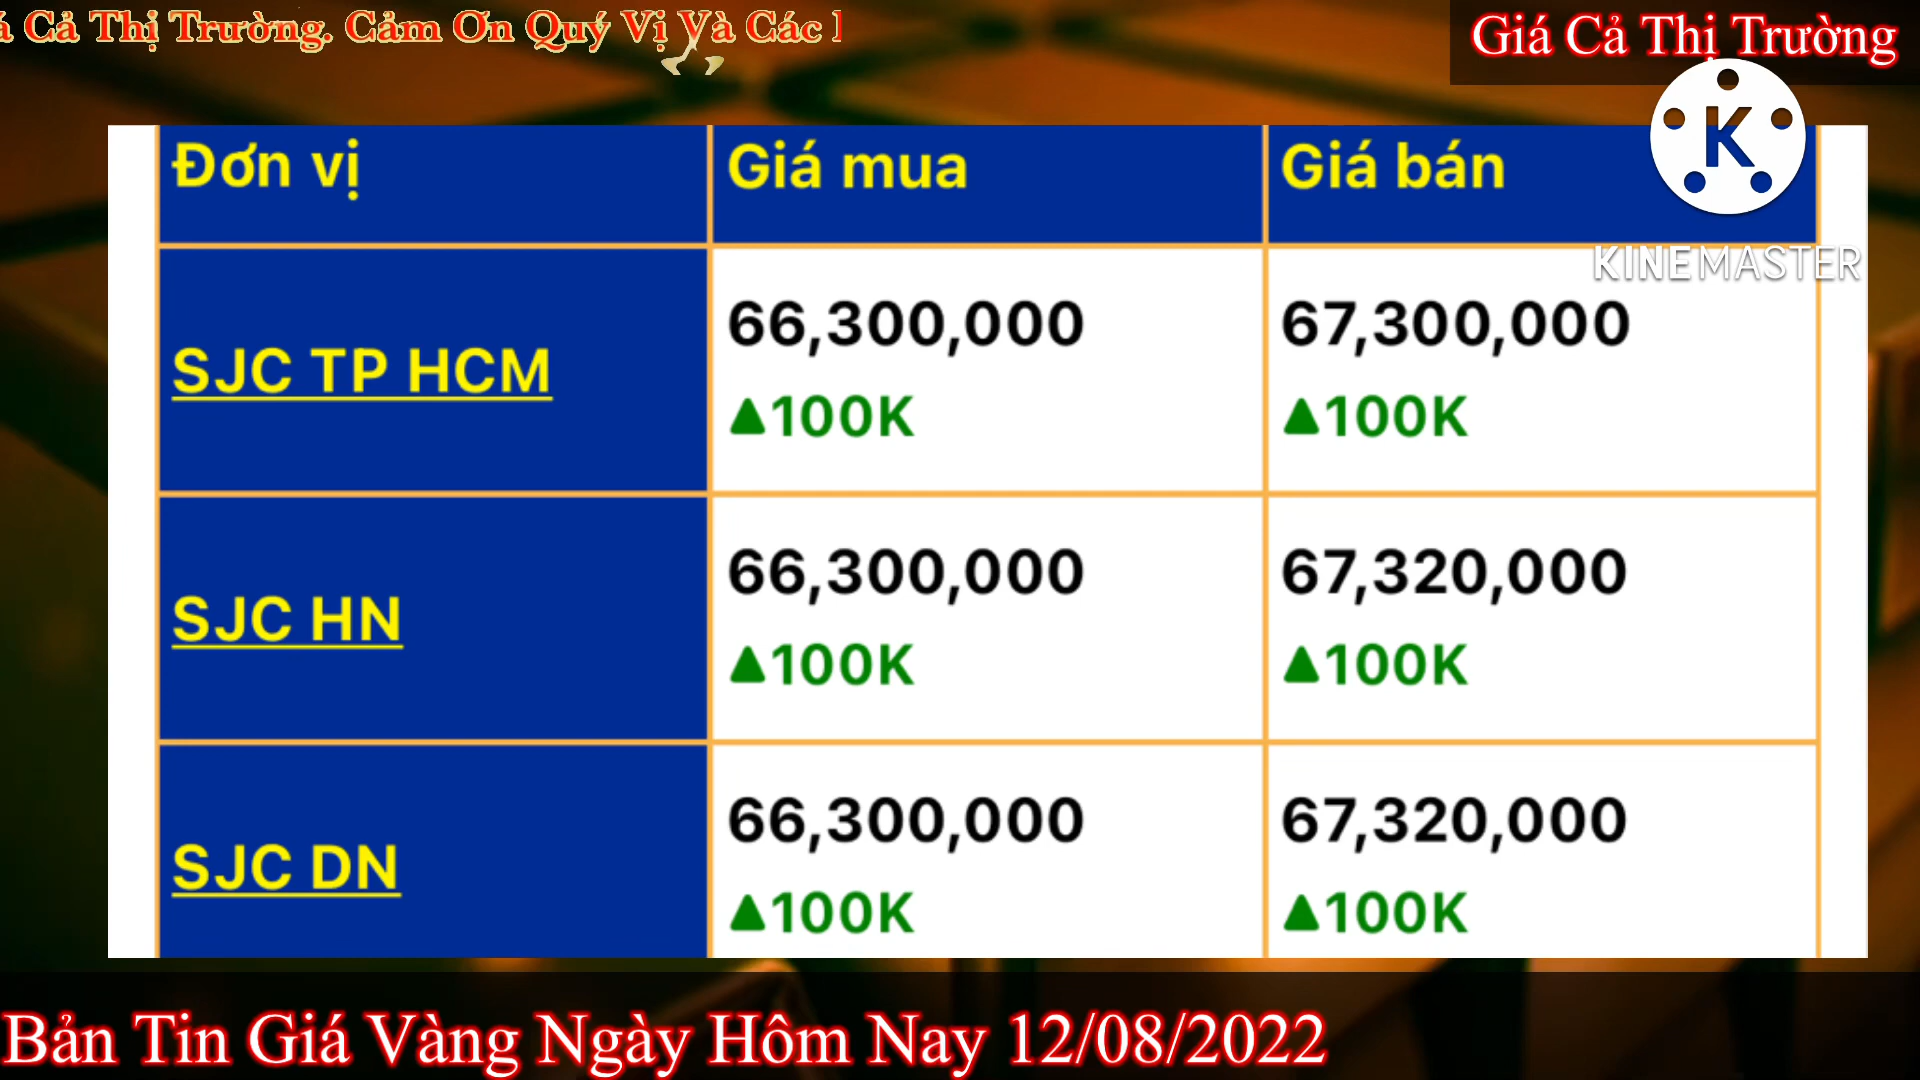 Cả Thị Trường. Cảm Ơn Quý Vị Và Các
Giá Cả Thị Trường
K
KINEMASTER
Đơn vị Giá mua Giá bán
SJC TP HCM 66,300,000 67,300,000
▲100K ▲100K
SJC HN 66,300,000 67,320,000
▲100K ▲100K
SJC DN 66,300,000 67,320,000
▲100K ▲100K
Bản Tin Giá Vàng Ngày Hôm Nay 12/08/2022